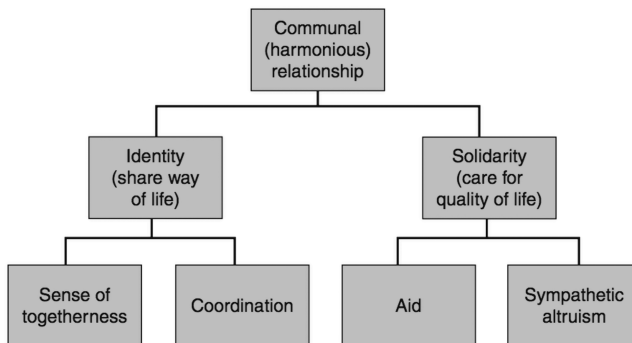 Communal
(harmonious)
relationship
Identity
(share way
of life)
Solidarity
(care for
quality of life)
Sense of
togetherness
Coordination
Aid
Sympathetic
altruism